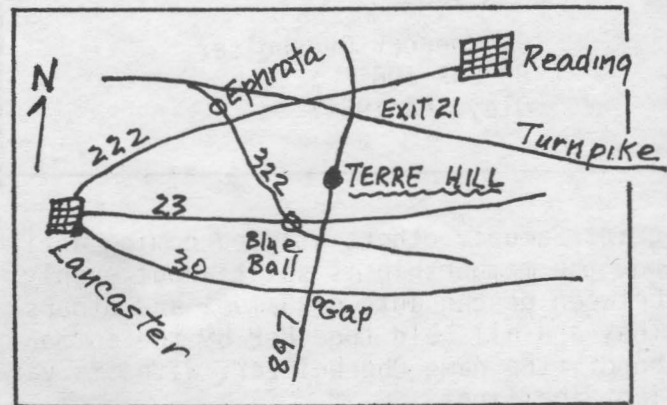 N
Ephrata
Reading
Exit 21
Turnpike
222
322
TERRE HILL
23
Blue
Ball
Lancaster
30
Gap
897